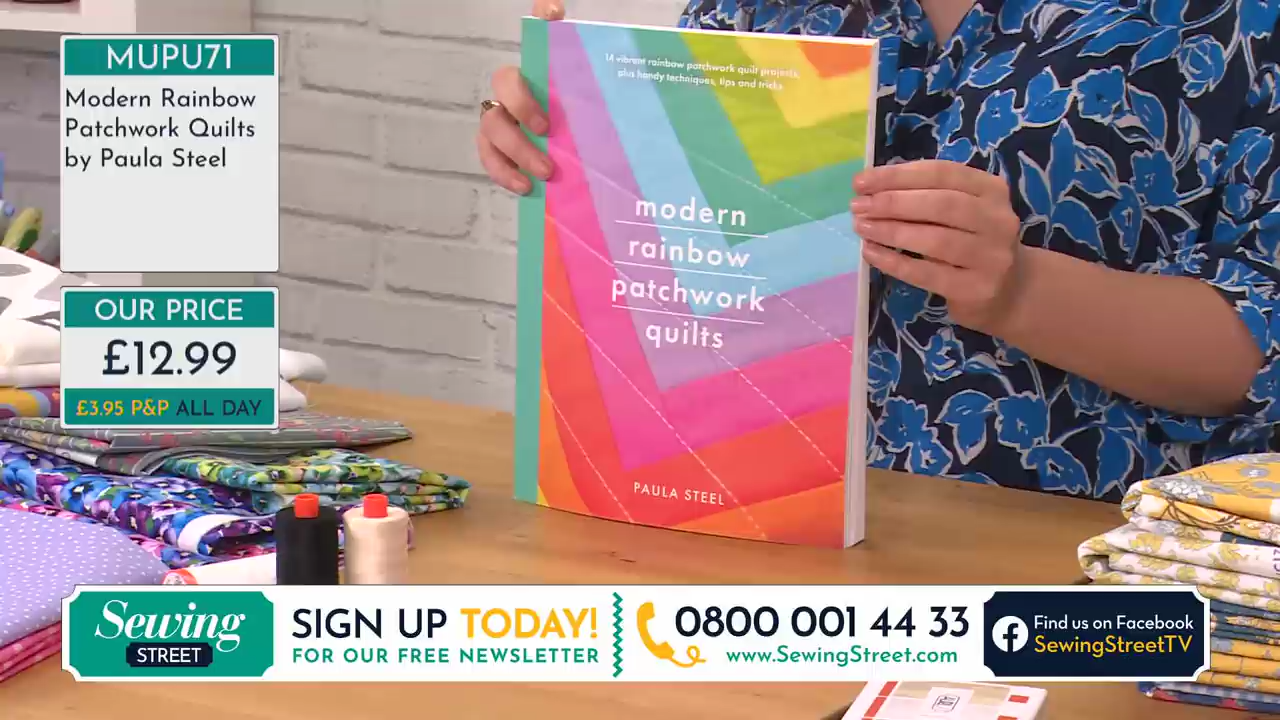 MUPU71
Modern Rainbow
Patchwork Quilts
by Paula Steel
OUR PRICE
£12.99
£3.95 P&P ALL DAY
14 vibrant rainbow patchwork quilt projects,
plus handy techniques, tips and tricks
modern
rainbow
patchwork
quilts
PAULA STEEL
Sewing
STREET
SIGN UP TODAY!
FOR OUR FREE NEWSLETTER
0800 001 44 33
www.SewingStreet.com
Find us on Facebook
SewingStreetTV